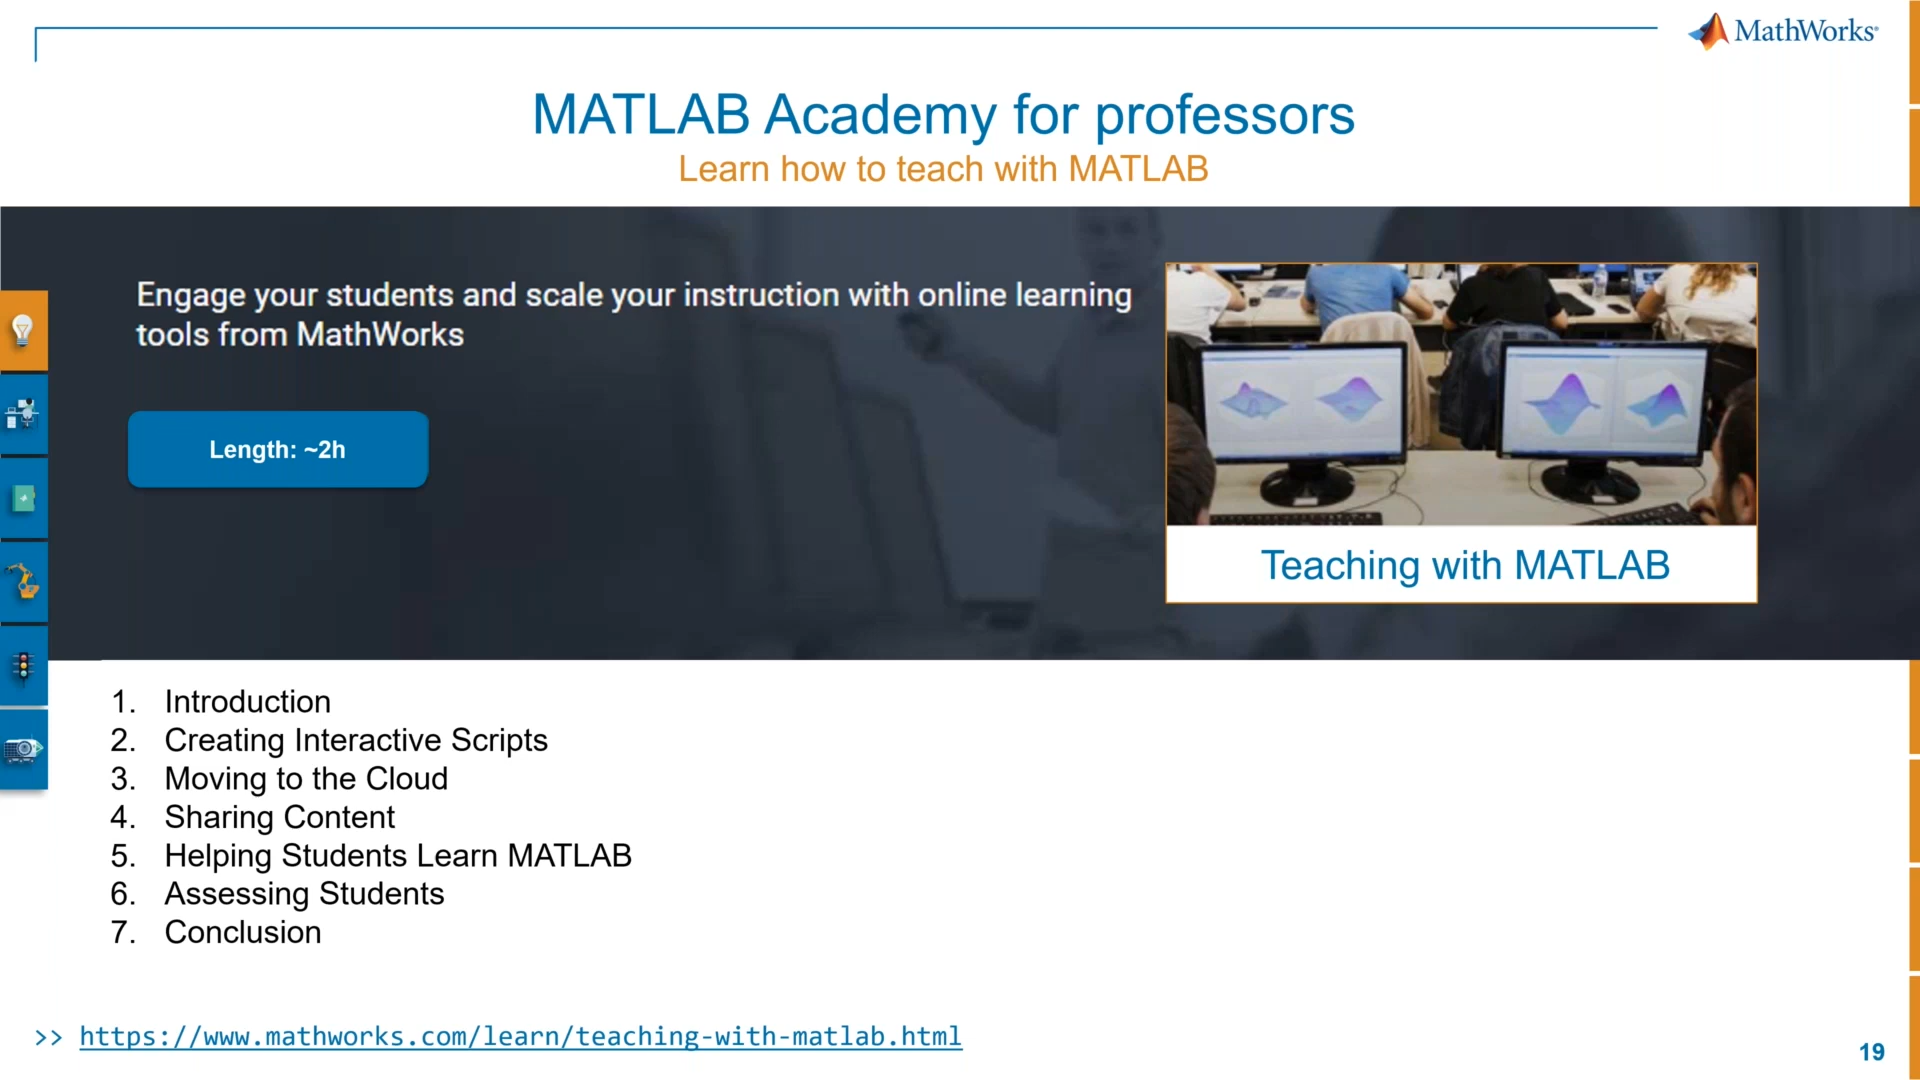 MathWorks®
MATLAB Academy for professors
Learn how to teach with MATLAB
Engage your students and scale your instruction with online learning
tools from MathWorks
Length: ~2h
Teaching with MATLAB
1. Introduction
2. Creating Interactive Scripts
3. Moving to the Cloud
4. Sharing Content
5. Helping Students Learn MATLAB
6. Assessing Students
7. Conclusion
>> https://www.mathworks.com/learn/teaching-with-matlab.html
19